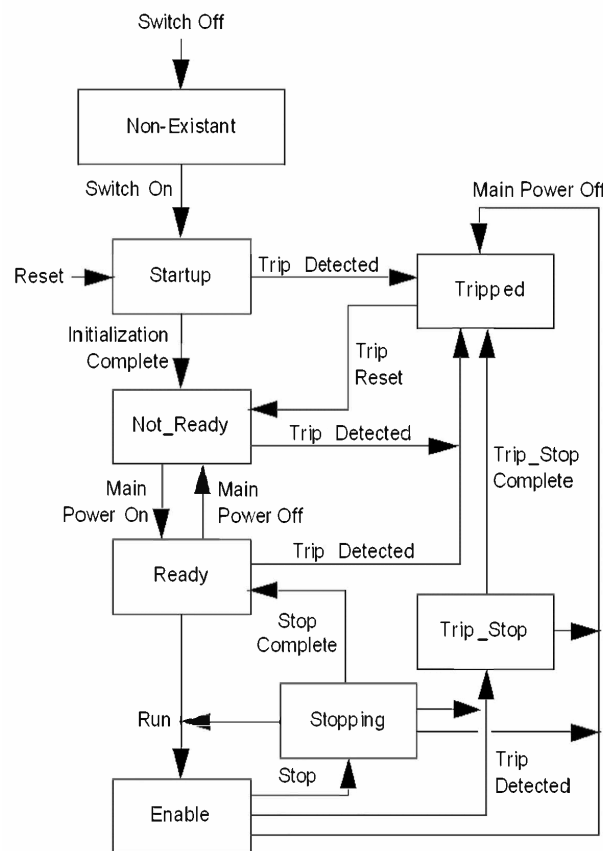 Switch Off
Non-Existant
Switch On
Main Power Off
Reset
Startup
Trip Detected
Tripped
Initialization
Complete
Trip
Reset
Not_Ready
Trip Detected
Trip_Stop
Complete
Main
Power On
Main
Power Off
Ready
Trip Detected
Stop
Complete
Trip_Stop
Run
Stopping
Stop
Trip
Detected
Enable